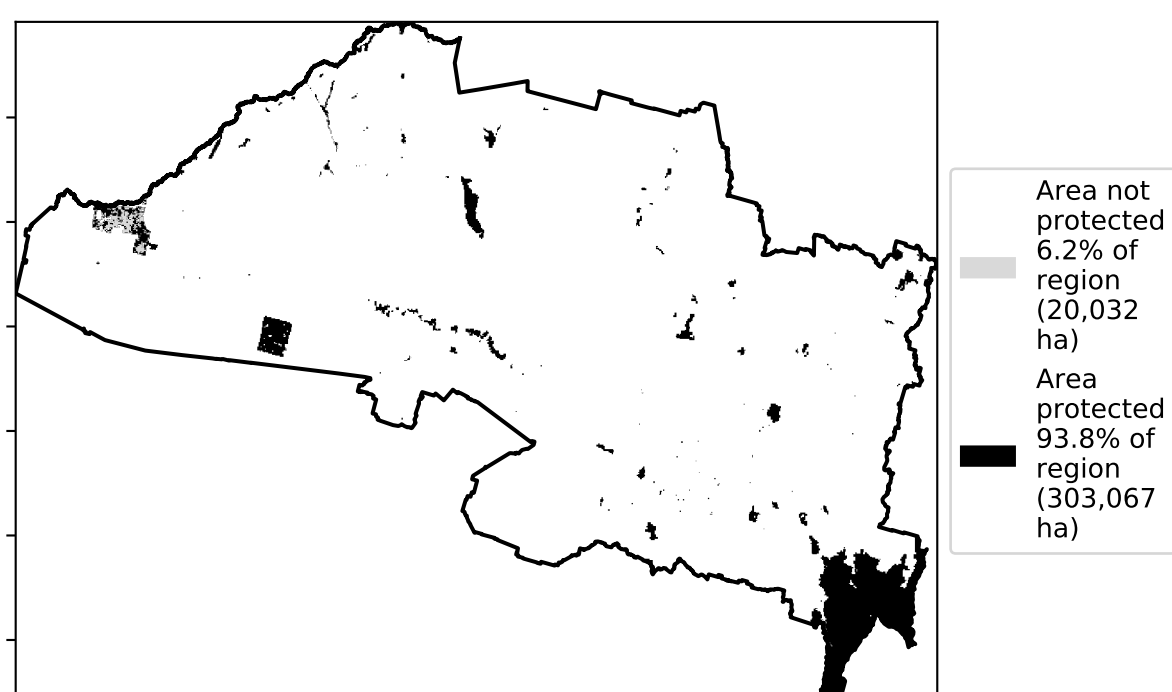 Area not
protected
6.2% of
region
(20,032
ha)
Area
protected
93.8% of
region
(303,067
ha)